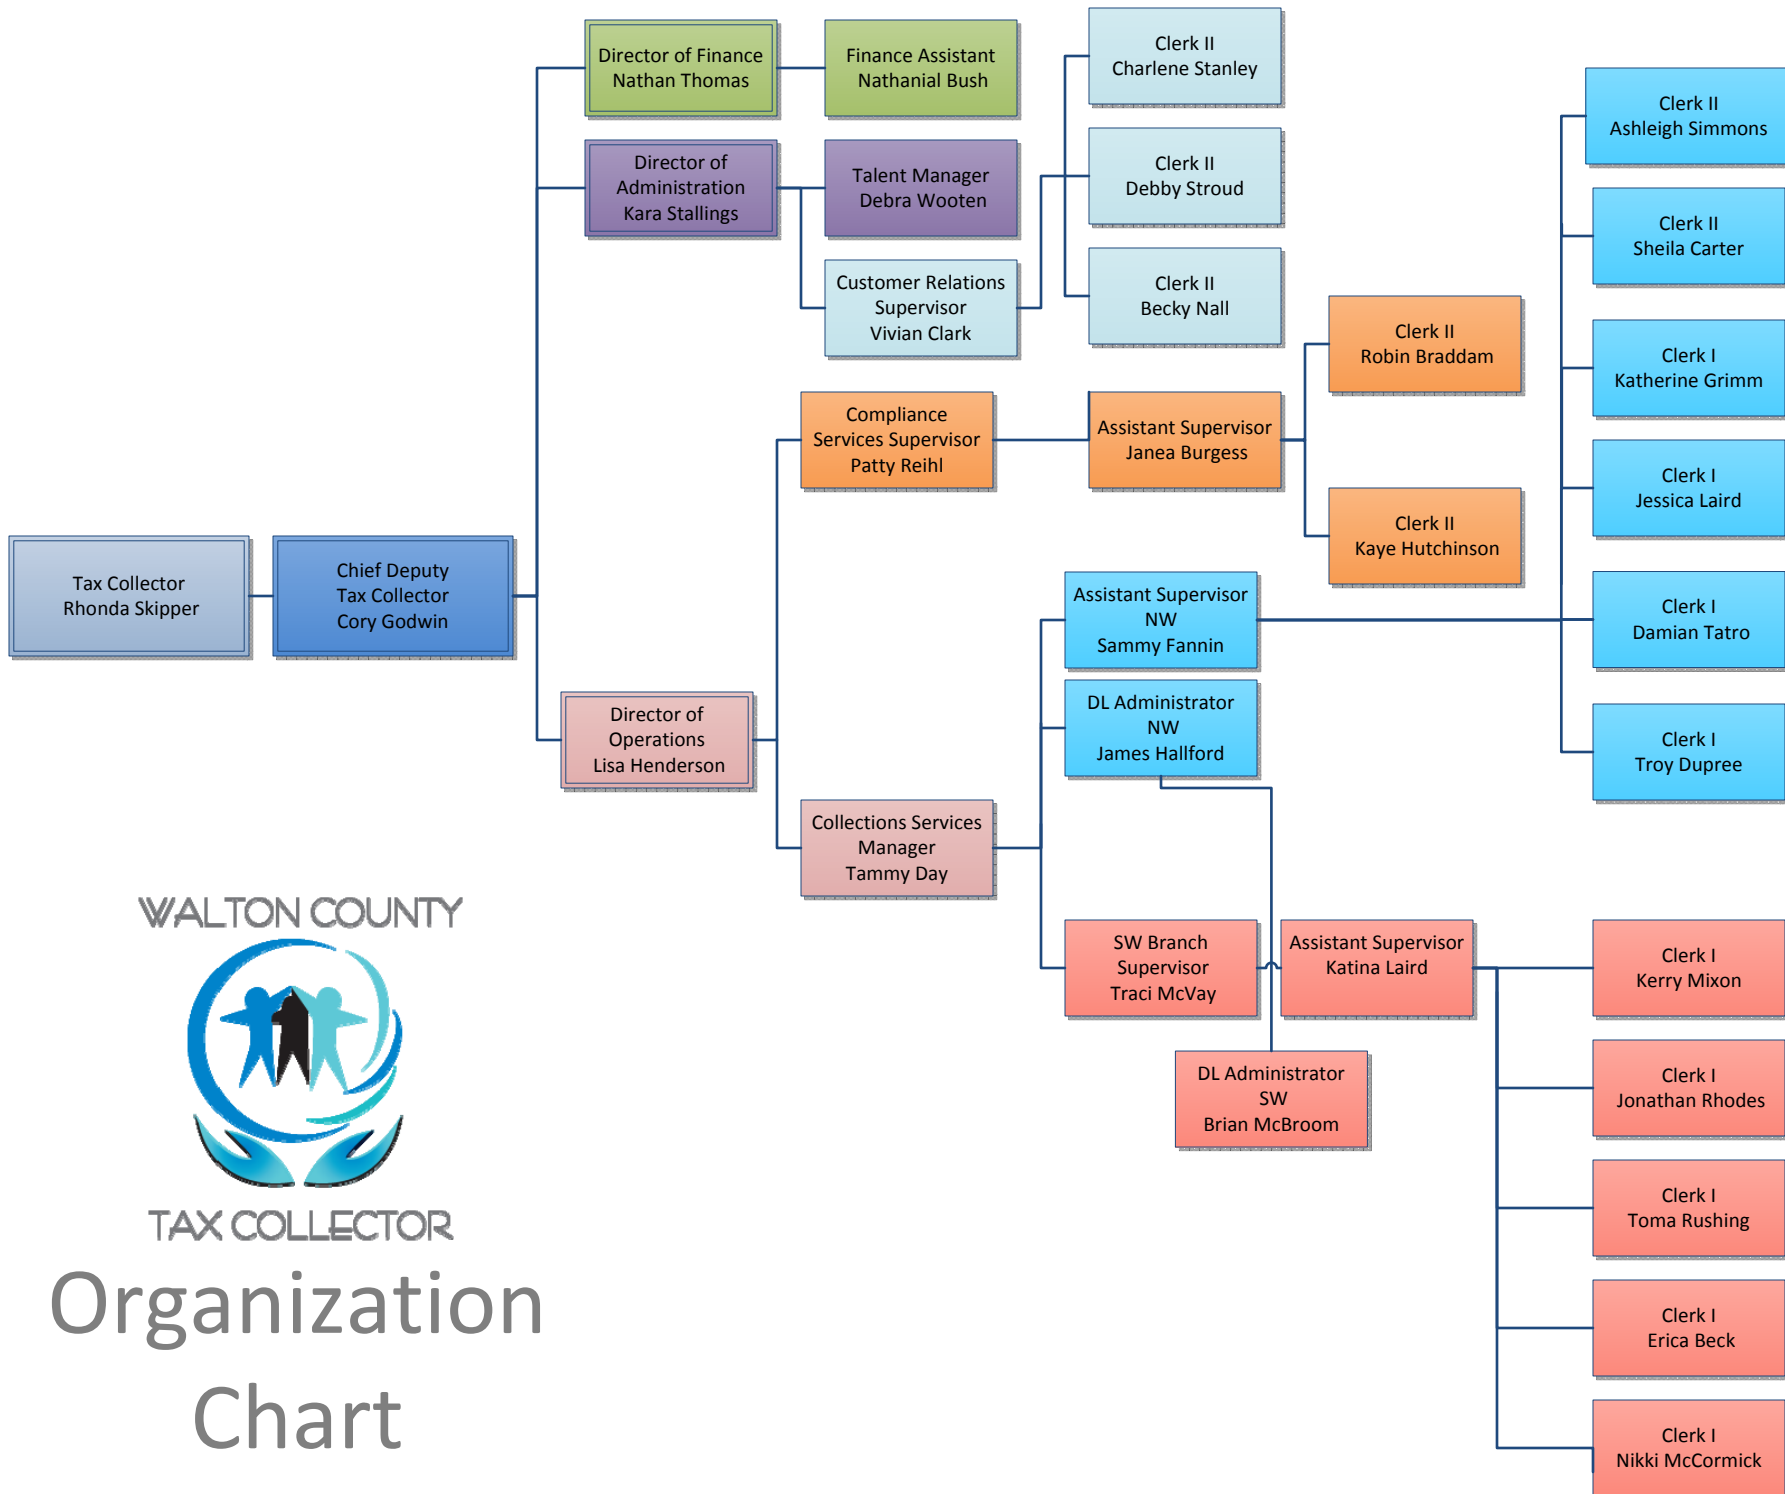 Director of Finance
Nathan Thomas
Finance Assistant
Nathanial Bush
Clerk II
Charlene Stanley
Clerk II
Ashleigh Simmons
Director of
Administration
Kara Stallings
Talent Manager
Debra Wooten
Clerk II
Debby Stroud
Clerk II
Sheila Carter
Customer Relations
Supervisor
Vivian Clark
Clerk II
Becky Nall
Clerk II
Robin Braddam
Clerk I
Katherine Grimm
Compliance
Services Supervisor
Patty Reihl
Assistant Supervisor
Janea Burgess
Clerk I
Jessica Laird
Clerk II
Kaye Hutchinson
Tax Collector
Rhonda Skipper
Chief Deputy
Tax Collector
Cory Godwin
Assistant Supervisor
NW
Sammy Fannin
Clerk I
Damian Tatro
Director of
Operations
Lisa Henderson
DL Administrator
NW
James Hallford
Clerk I
Troy Dupree
Collections Services
Manager
Tammy Day
SW Branch
Supervisor
Traci McVay
Assistant Supervisor
Katina Laird
Clerk I
Kerry Mixon
DL Administrator
SW
Brian McBroom
Clerk I
Jonathan Rhodes
Clerk I
Toma Rushing
Clerk I
Erica Beck
Clerk I
Nikki McCormick
WALTON COUNTY
TAX COLLECTOR
Organization
Chart